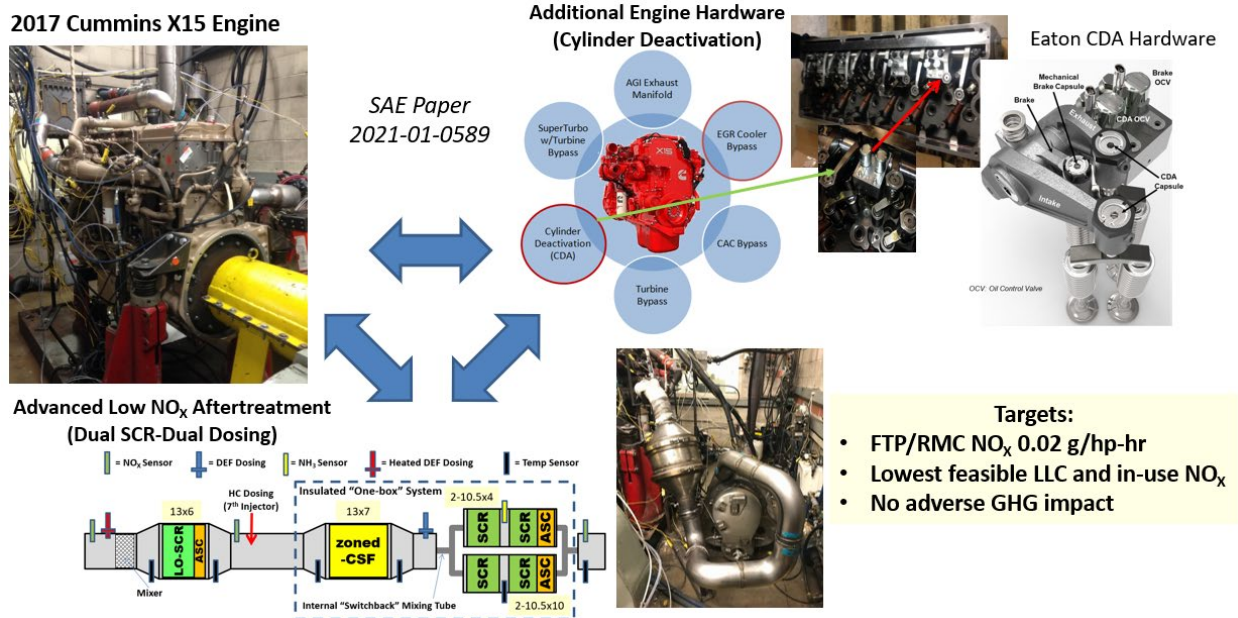 2017 Cummins X15 Engine
SAE Paper
2021-01-0589
Additional Engine Hardware
(Cylinder Deactivation)
AGI Exhaust
Manifold
SuperTurbo
w/Turbine
Bypass
EGR Cooler
Bypass
X15
Cylinder
Deactivation
(CDA)
CAC Bypass
Turbine
Bypass
Eaton CDA Hardware
Mechanical
Brake Capsule
Brake
OCV
Brake
CDA OCV
Exhaust
CDA
Capsule
Intake
OCV: Oil Control Valve
Advanced Low NOX Aftertreatment
(Dual SCR-Dual Dosing)
= NOX Sensor
= DEF Dosing
= NH3 Sensor
= Heated DEF Dosing
= Temp Sensor
HC Dosing
(7th Injector)
Insulated "One-box" System
13x6
13x7
2-10.5x4
LO-SCR
ASC
zoned
-CSF
SCR
SCR
ASC
SCR
SCR
ASC
Mixer
Internal "Switchback" Mixing Tube
2-10.5x10
Targets:
• FTP/RMC NOX 0.02 g/hp-hr
• Lowest feasible LLC and in-use NOX
• No adverse GHG impact